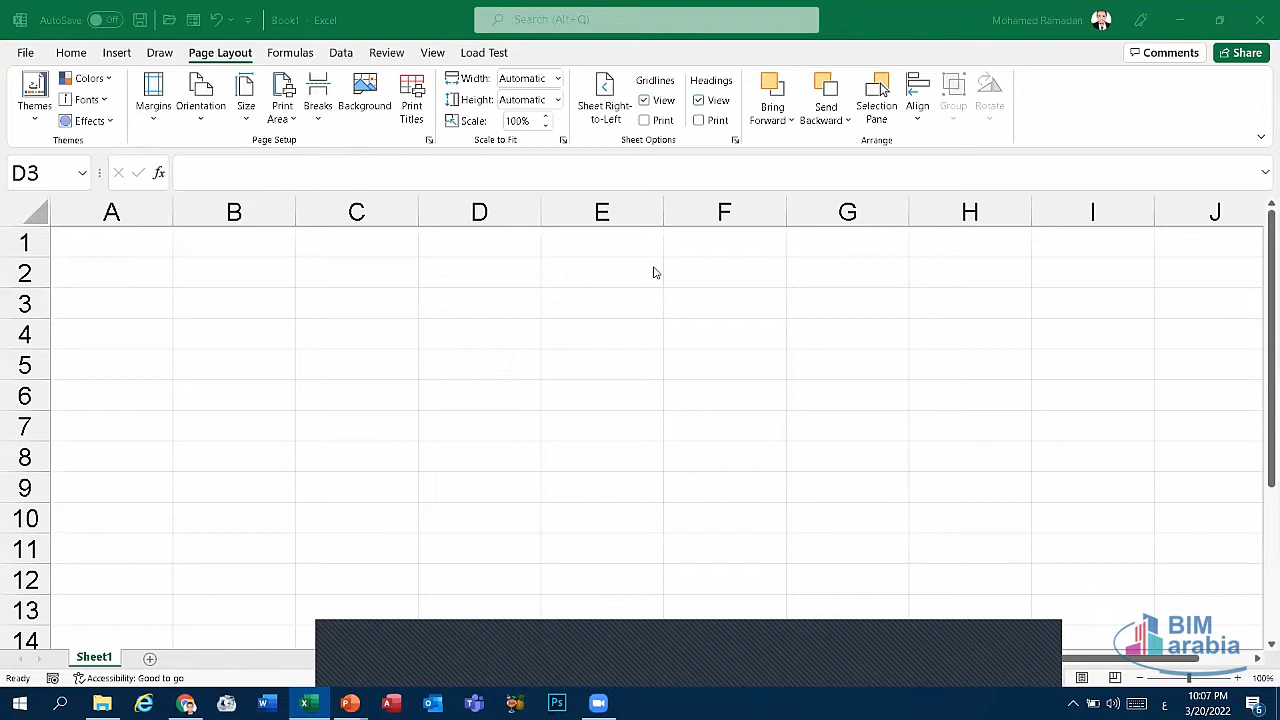 AutoSave Off Book1 - Excel Search (Alt+Q) Mohamed Ramadan
File Home Insert Draw Page Layout Formulas Data Review View Load Test Comments Share
Themes Colors Fonts Effects Margins Orientation Size Print Area Breaks Background Print Titles
Width: Automatic
Height: Automatic
Scale: 100%
Sheet Right-to-Left Gridlines View Print Headings View Print
Bring Forward Send Backward Selection Pane Align Group Rotate
Themes Page Setup Scale to Fit Sheet Options Arrange
D3 fx
A B C D E F G H I J
1
2
3
4
5
6
7
8
9
10
11
12
13
14
BIM
arabia
Sheet1
Ready Accessibility: Good to go 100%
10:07 PM
3/20/2022
ع
6